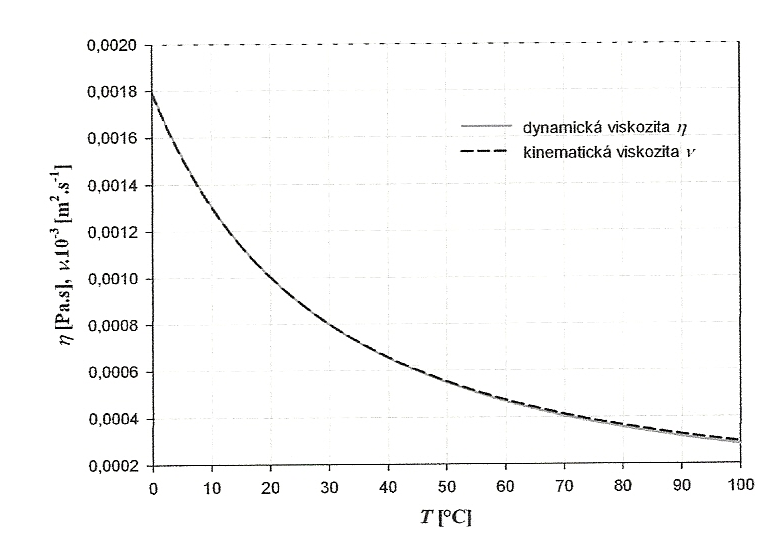 0,0020
0,0018
0,0016
0,0014
0,0012
0,0010
0,0008
0,0006
0,0004
0,0002
η [Pa.s], ν.10⁻³ [m².s⁻¹]
dynamická viskozita η
kinematická viskozita ν
0 10 20 30 40 50 60 70 80 90 100
T [°C]